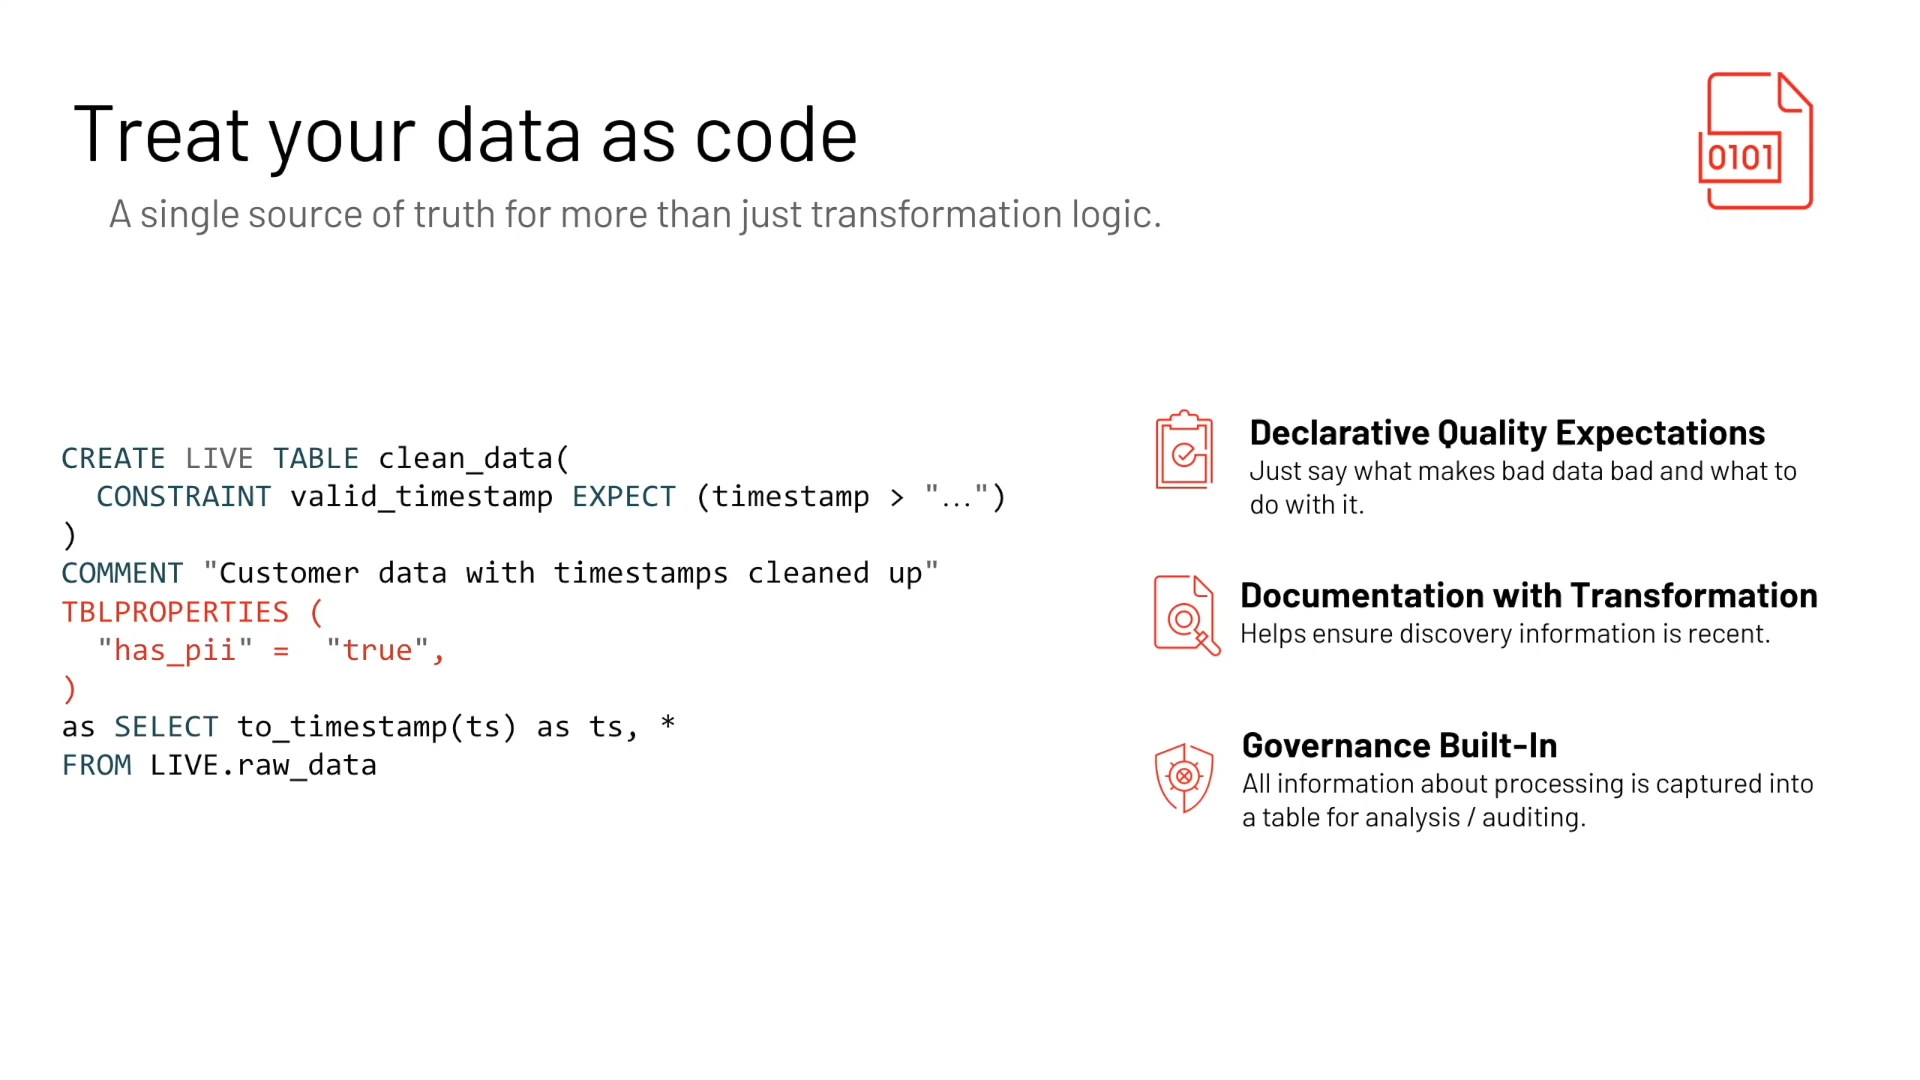 Treat your data as code
A single source of truth for more than just transformation logic.
0101
CREATE LIVE TABLE clean_data(
  CONSTRAINT valid_timestamp EXPECT (timestamp > "...")
)
COMMENT "Customer data with timestamps cleaned up"
TBLPROPERTIES (
  "has_pii" =  "true",
)
as SELECT to_timestamp(ts) as ts, *
FROM LIVE.raw_data
Declarative Quality Expectations
Just say what makes bad data bad and what to
do with it.
Documentation with Transformation
Helps ensure discovery information is recent.
Governance Built-In
All information about processing is captured into
a table for analysis / auditing.